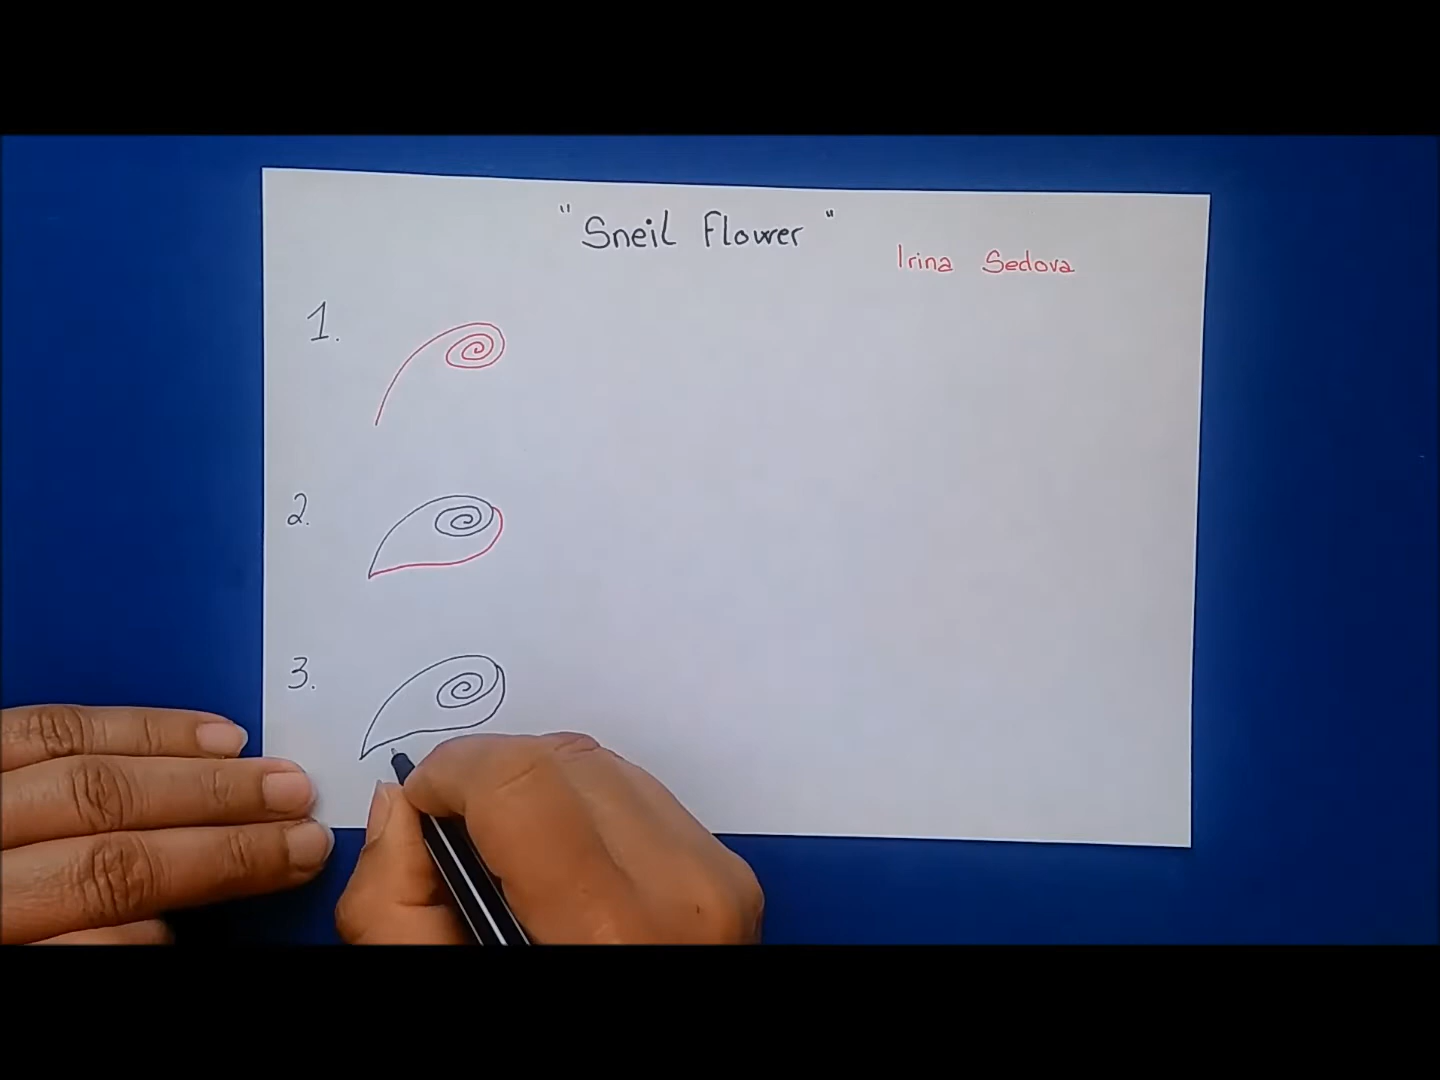 "Sneil Flower"
Irina Sedova
1.
2.
3.